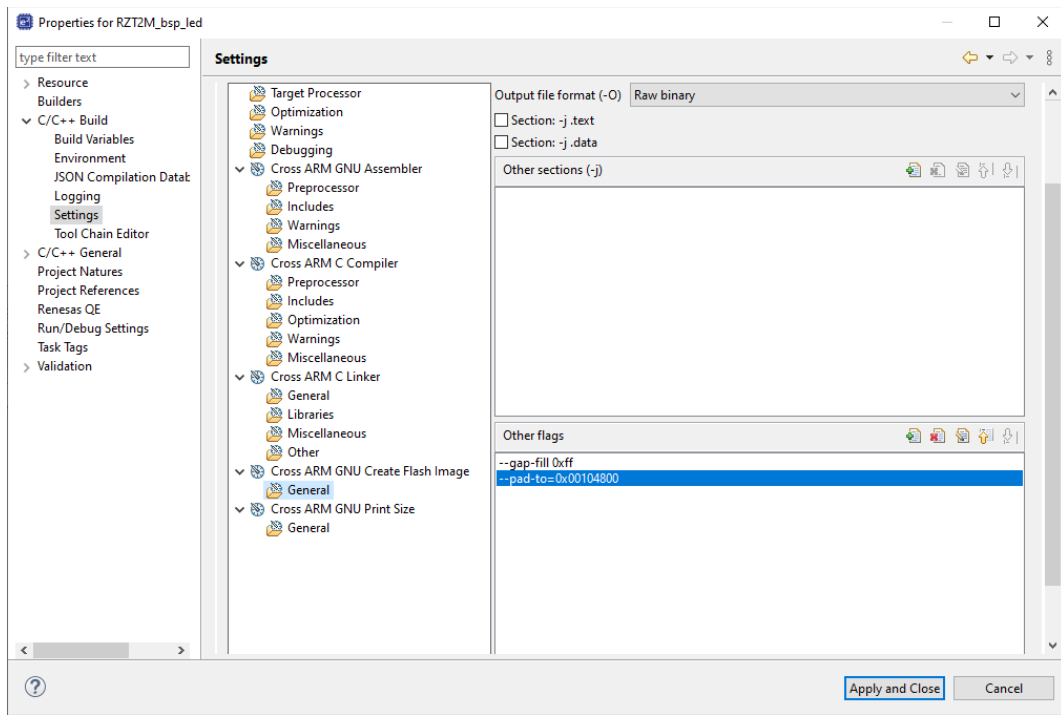 Properties for RZT2M_bsp_led
type filter text
Resource
Builders
C/C++ Build
Build Variables
Environment
JSON Compilation Datab
Logging
Settings
Tool Chain Editor
C/C++ General
Project Natures
Project References
Renesas QE
Run/Debug Settings
Task Tags
Validation
Settings
Target Processor
Optimization
Warnings
Debugging
Cross ARM GNU Assembler
Preprocessor
Includes
Warnings
Miscellaneous
Cross ARM C Compiler
Preprocessor
Includes
Optimization
Warnings
Miscellaneous
Cross ARM C Linker
General
Libraries
Miscellaneous
Other
Cross ARM GNU Create Flash Image
General
Cross ARM GNU Print Size
General
Output file format (-O) Raw binary
Section: -j .text
Section: -j .data
Other sections (-j)
Other flags
--gap-fill 0xff
--pad-to=0x00104800
Apply and Close
Cancel